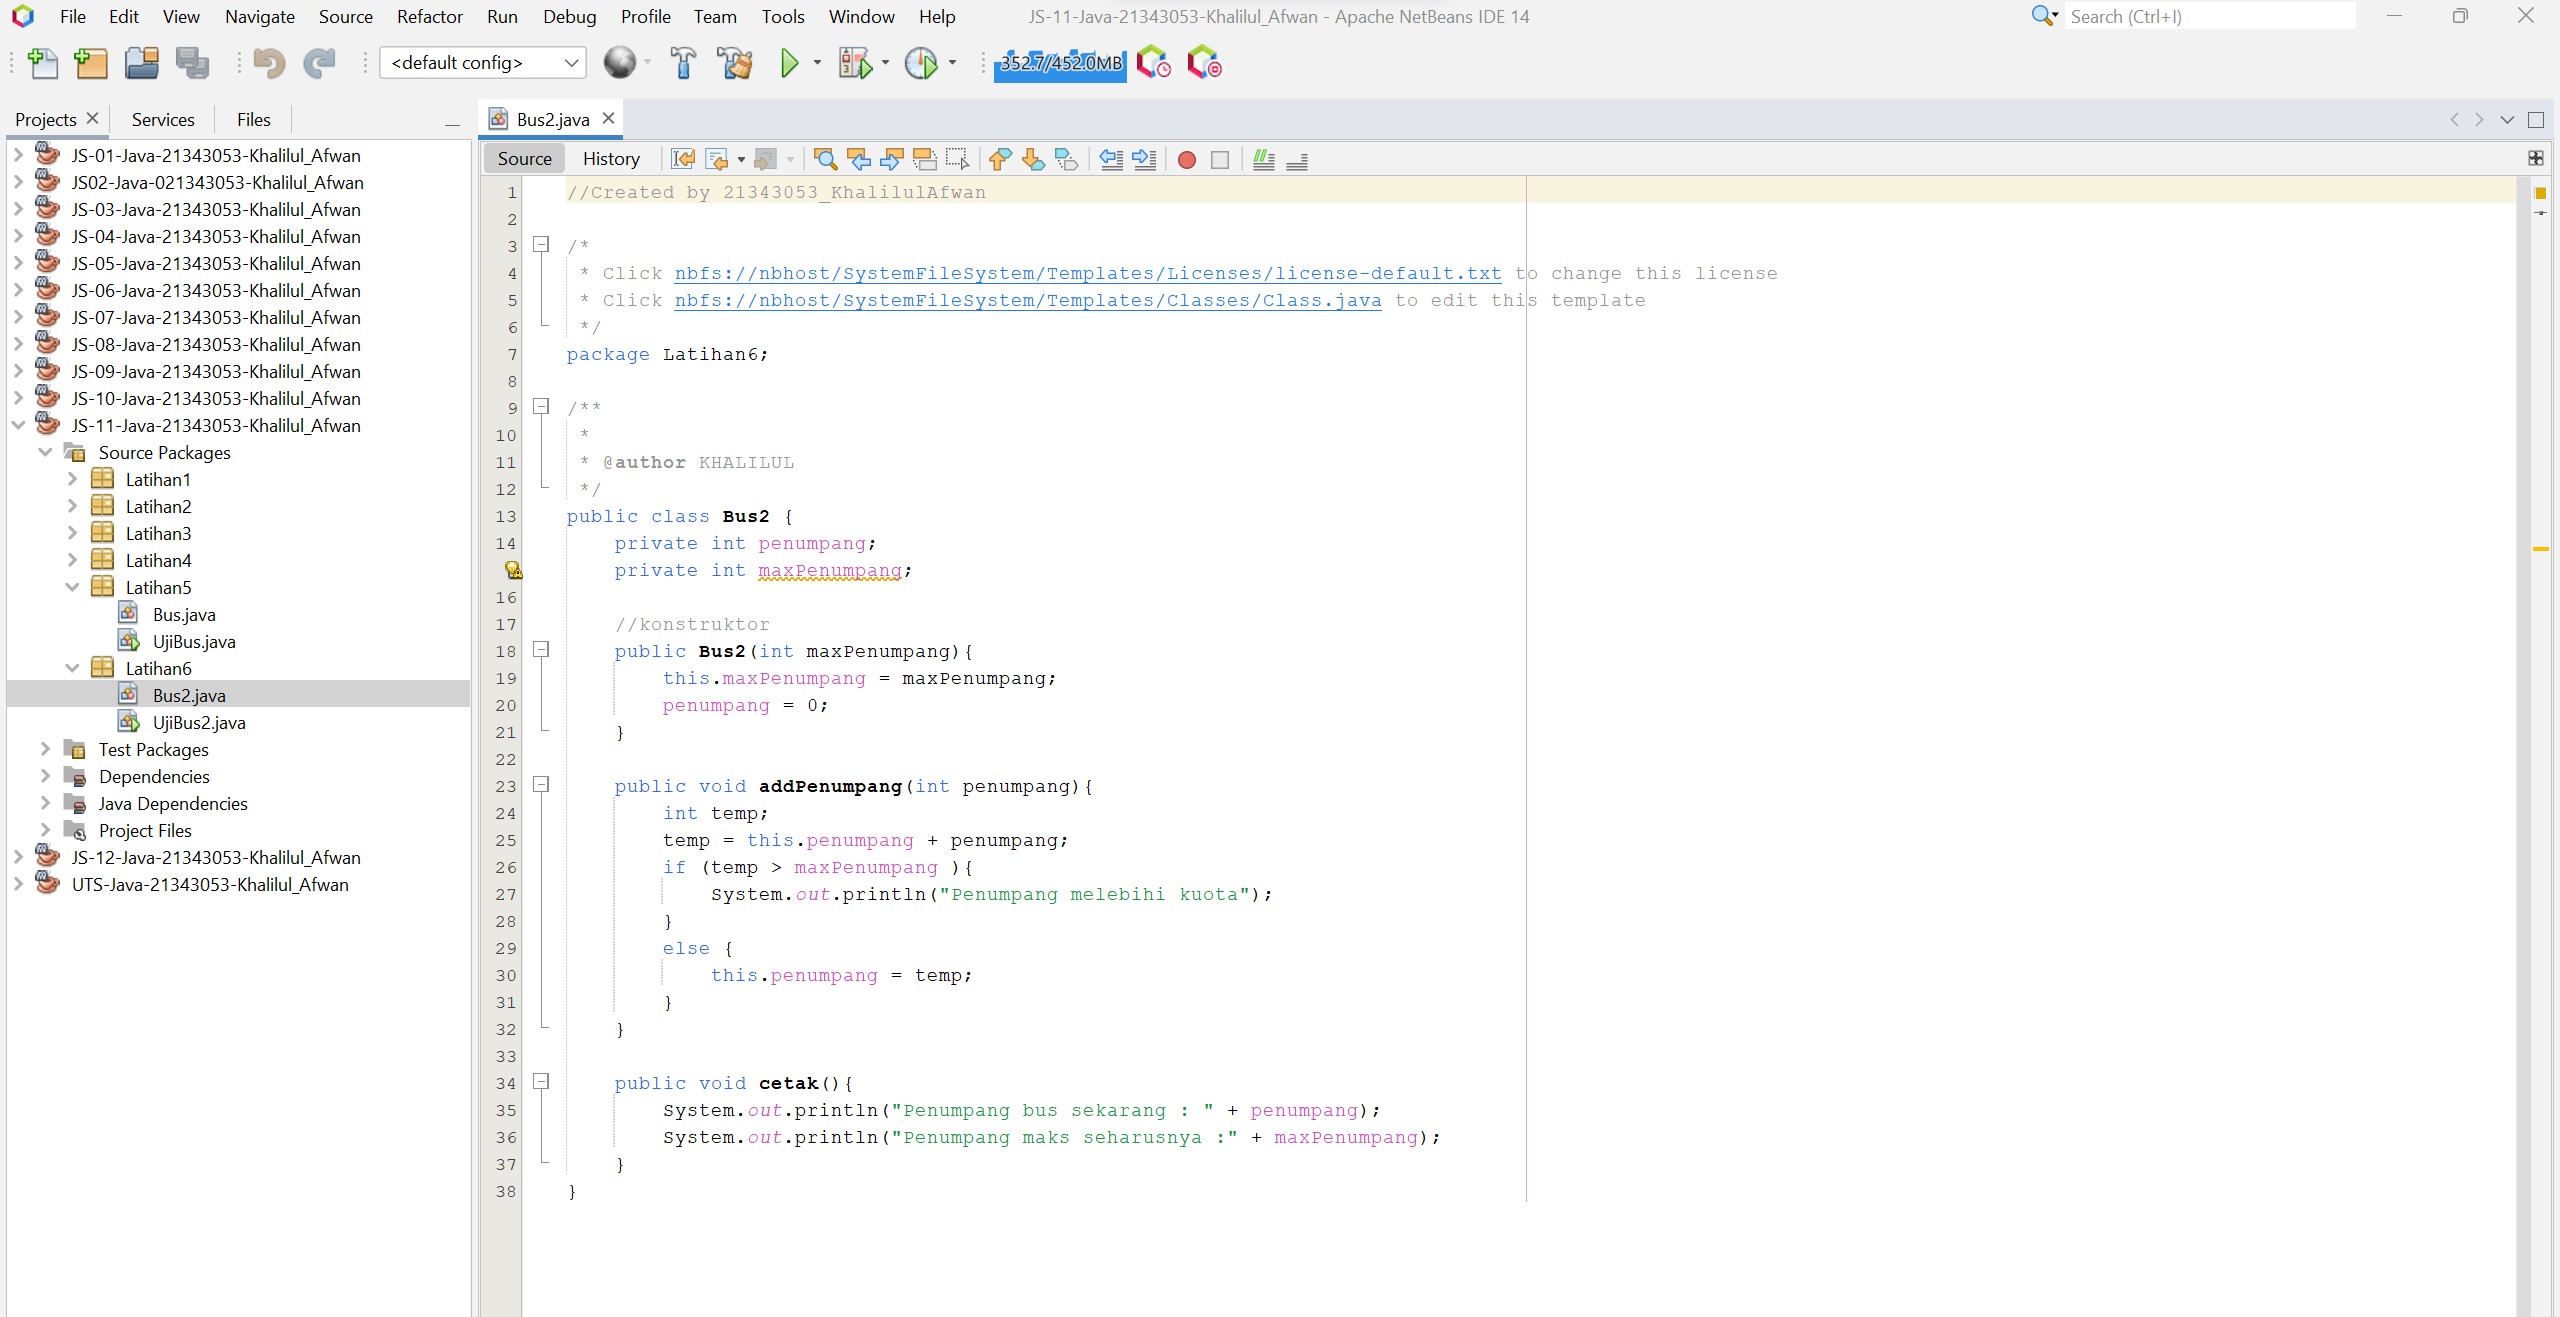 File Edit View Navigate Source Refactor Run Debug Profile Team Tools Window Help JS-11-Java-21343053-Khalilul_Afwan - Apache NetBeans IDE 14 Search (Ctrl+I)
<default config> 352.7/452.0MB
Projects Services Files
JS-01-Java-21343053-Khalilul_Afwan
JS02-Java-021343053-Khalilul_Afwan
JS-03-Java-21343053-Khalilul_Afwan
JS-04-Java-21343053-Khalilul_Afwan
JS-05-Java-21343053-Khalilul_Afwan
JS-06-Java-21343053-Khalilul_Afwan
JS-07-Java-21343053-Khalilul_Afwan
JS-08-Java-21343053-Khalilul_Afwan
JS-09-Java-21343053-Khalilul_Afwan
JS-10-Java-21343053-Khalilul_Afwan
JS-11-Java-21343053-Khalilul_Afwan
Source Packages
Latihan1
Latihan2
Latihan3
Latihan4
Latihan5
Bus.java
UjiBus.java
Latihan6
Bus2.java
UjiBus2.java
Test Packages
Dependencies
Java Dependencies
Project Files
JS-12-Java-21343053-Khalilul_Afwan
UTS-Java-21343053-Khalilul_Afwan
Bus2.java
Source History
1 //Created by 21343053_KhalilulAfwan
2
3 /*
4  * Click nbfs://nbhost/SystemFileSystem/Templates/Licenses/license-default.txt to change this license
5  * Click nbfs://nbhost/SystemFileSystem/Templates/Classes/Class.java to edit this template
6  */
7 package Latihan6;
8
9 /**
10  *
11  * @author KHALILUL
12  */
13 public class Bus2 {
14     private int penumpang;
    private int maxPenumpang;
16
17     //konstruktor
18     public Bus2(int maxPenumpang){
19         this.maxPenumpang = maxPenumpang;
20         penumpang = 0;
21     }
22
23     public void addPenumpang(int penumpang){
24         int temp;
25         temp = this.penumpang + penumpang;
26         if (temp > maxPenumpang ){
27             System.out.println("Penumpang melebihi kuota");
28         }
29         else {
30             this.penumpang = temp;
31         }
32     }
33
34     public void cetak(){
35         System.out.println("Penumpang bus sekarang : " + penumpang);
36         System.out.println("Penumpang maks seharusnya :" + maxPenumpang);
37     }
38 }